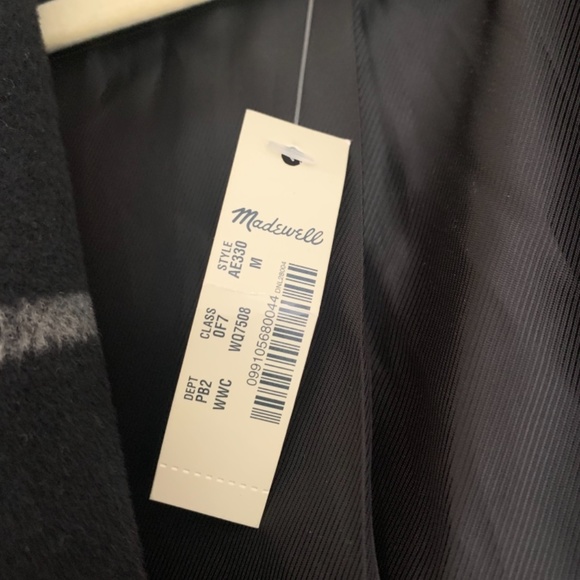 Madewell
STYLE
AE330 M
CLASS
0F7 WQ7508
DEPT
PB2 WWC
099105680044